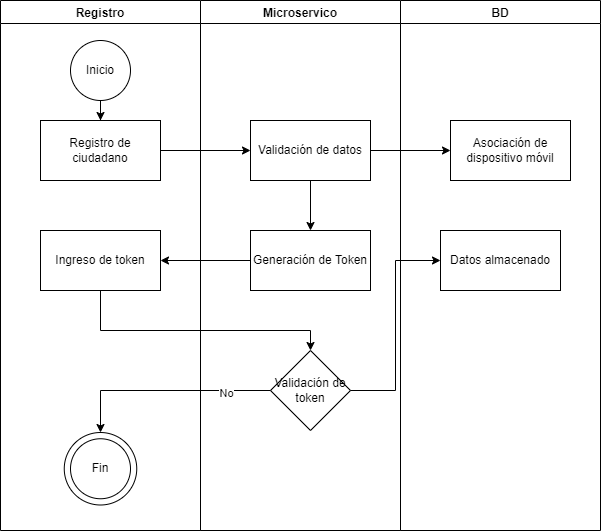 Registro
Microservico
BD
Inicio
Registro de
ciudadano
Validación de datos
Asociación de
dispositivo móvil
Ingreso de token
Generación de Token
Datos almacenado
Validación de
token
No
Fin